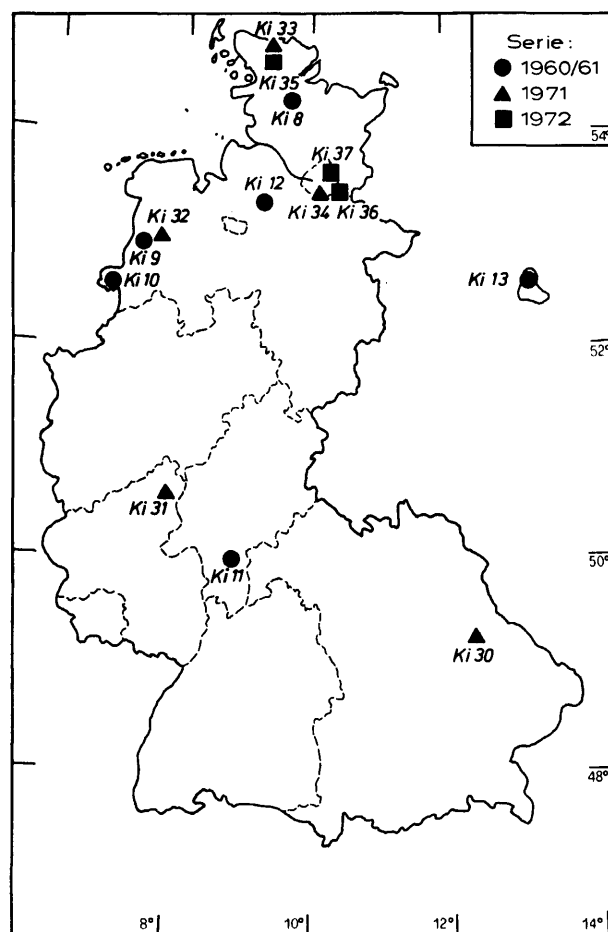 Ki 33
Serie :
1960/61
1971
1972
Ki 35
Ki 8
54°
Ki 37
Ki 12
Ki 34
Ki 36
Ki 32
Ki 9
Ki 10
Ki 13
52°
Ki 31
50°
Ki 11
Ki 30
48°
8°
10°
12°
14°